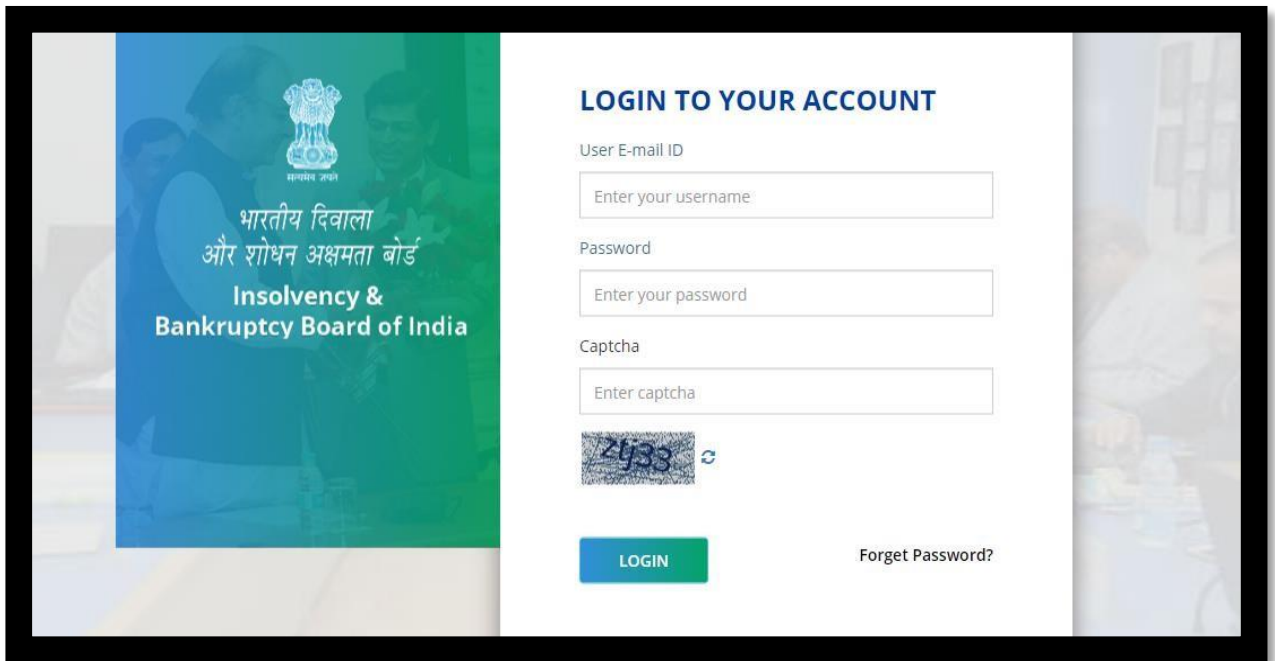 सत्यमेव जयते
भारतीय दिवाला
और शोधन अक्षमता बोर्ड
Insolvency &
Bankruptcy Board of India
LOGIN TO YOUR ACCOUNT
User E-mail ID
Enter your username
Password
Enter your password
Captcha
Enter captcha
ztj33
LOGIN
Forget Password?